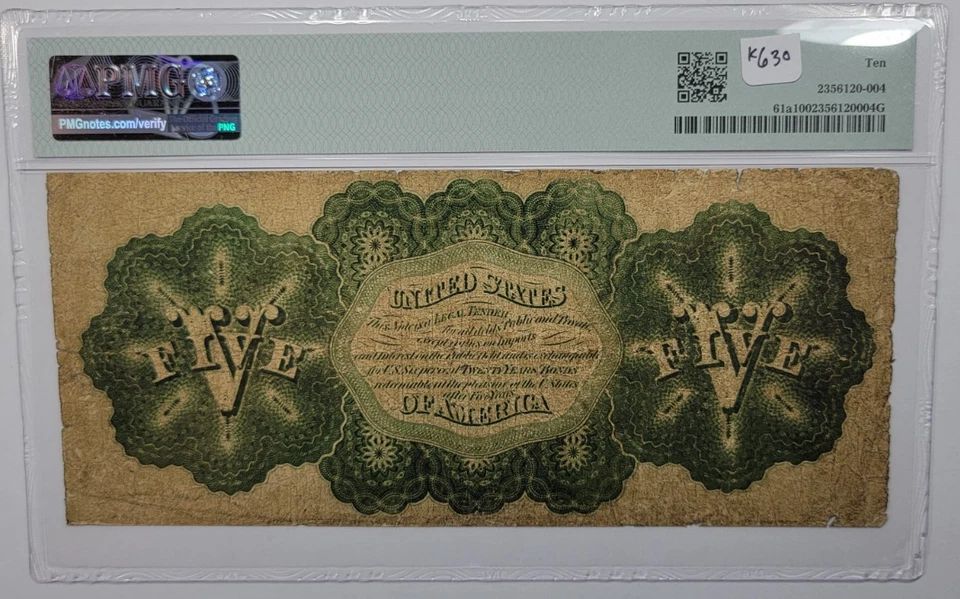 PMG
PMGnotes.com/verify
PNG
K630
Ten
2356120-004
61a1002356120004G
FIVE
V
UNITED STATES
This Note is a LEGAL TENDER
for all debts Public and Private
except duties on Imports
and Interest on the Public Debt, and is exchangeable
for U.S. Six per cent TWENTY YEARS BONDS
redeemable at the pleasure of the U. States
after Five Years.
OF AMERICA
FIVE
V